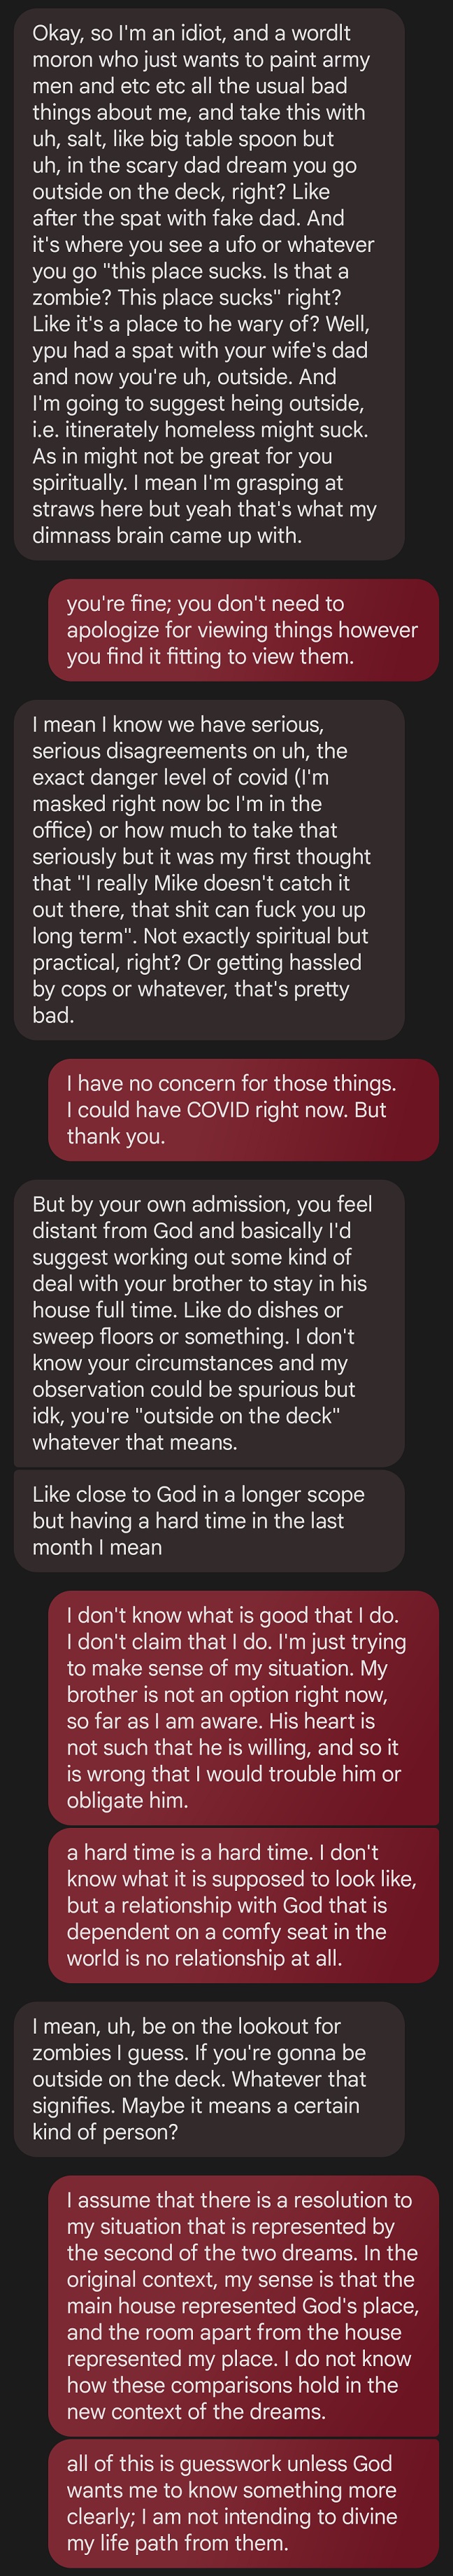 Okay, so I'm an idiot, and a wordlt
moron who just wants to paint army
men and etc etc all the usual bad
things about me, and take this with
uh, salt, like big table spoon but
uh, in the scary dad dream you go
outside on the deck, right? Like
after the spat with fake dad. And
it's where you see a ufo or whatever
you go "this place sucks. Is that a
zombie? This place sucks" right?
Like it's a place to he wary of? Well,
ypu had a spat with your wife's dad
and now you're uh, outside. And
I'm going to suggest heing outside,
i.e. itinerately homeless might suck.
As in might not be great for you
spiritually. I mean I'm grasping at
straws here but yeah that's what my
dimnass brain came up with.
you're fine; you don't need to
apologize for viewing things however
you find it fitting to view them.
I mean I know we have serious,
serious disagreements on uh, the
exact danger level of covid (I'm
masked right now bc I'm in the
office) or how much to take that
seriously but it was my first thought
that "I really Mike doesn't catch it
out there, that shit can fuck you up
long term". Not exactly spiritual but
practical, right? Or getting hassled
by cops or whatever, that's pretty
bad.
I have no concern for those things.
I could have COVID right now. But
thank you.
But by your own admission, you feel
distant from God and basically I'd
suggest working out some kind of
deal with your brother to stay in his
house full time. Like do dishes or
sweep floors or something. I don't
know your circumstances and my
observation could be spurious but
idk, you're "outside on the deck"
whatever that means.
Like close to God in a longer scope
but having a hard time in the last
month I mean
I don't know what is good that I do.
I don't claim that I do. I'm just trying
to make sense of my situation. My
brother is not an option right now,
so far as I am aware. His heart is
not such that he is willing, and so it
is wrong that I would trouble him or
obligate him.
a hard time is a hard time. I don't
know what it is supposed to look like,
but a relationship with God that is
dependent on a comfy seat in the
world is no relationship at all.
I mean, uh, be on the lookout for
zombies I guess. If you're gonna be
outside on the deck. Whatever that
signifies. Maybe it means a certain
kind of person?
I assume that there is a resolution to
my situation that is represented by
the second of the two dreams. In the
original context, my sense is that the
main house represented God's place,
and the room apart from the house
represented my place. I do not know
how these comparisons hold in the
new context of the dreams.
all of this is guesswork unless God
wants me to know something more
clearly; I am not intending to divine
my life path from them.